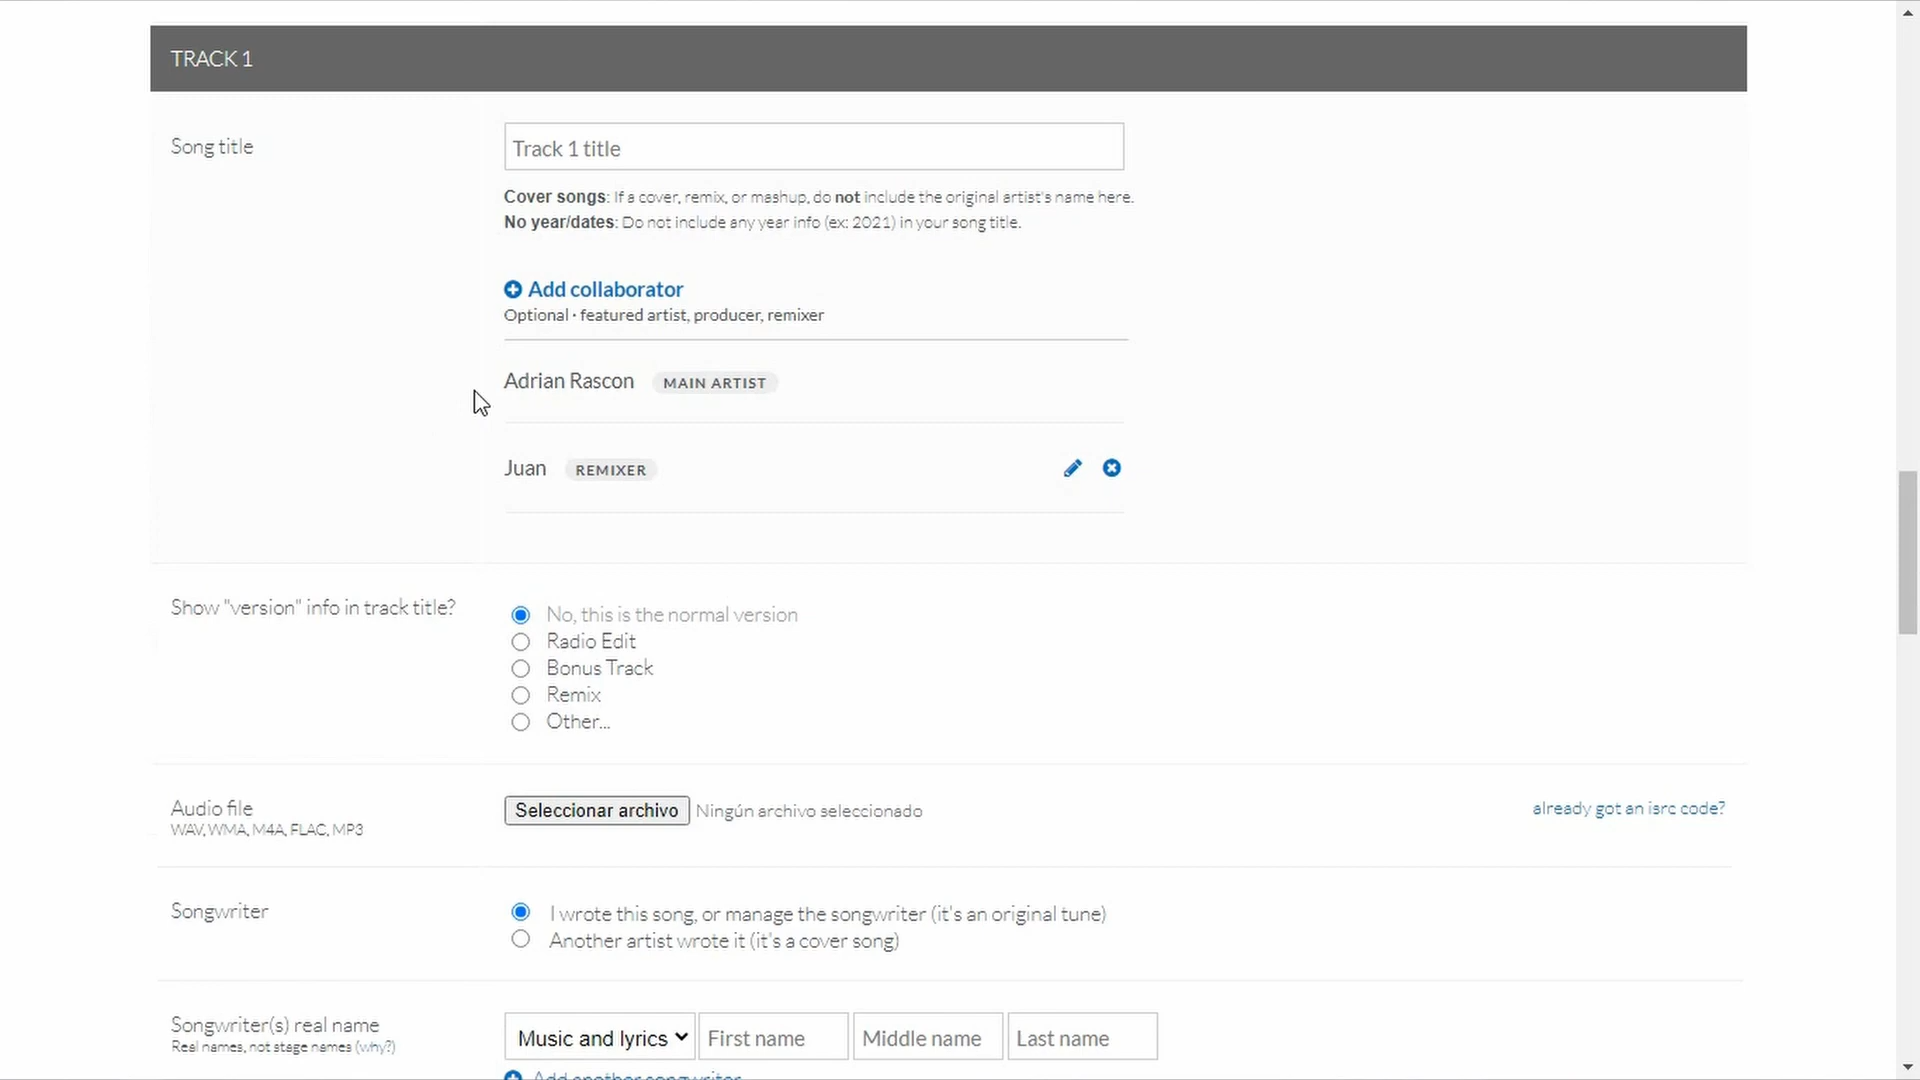 TRACK 1
Song title
Track 1 title
Cover songs: If a cover, remix, or mashup, do not include the original artist's name here.
No year/dates: Do not include any year info (ex: 2021) in your song title.
Add collaborator
Optional · featured artist, producer, remixer
Adrian Rascon MAIN ARTIST
Juan REMIXER
Show "version" info in track title?
No, this is the normal version
Radio Edit
Bonus Track
Remix
Other...
Audio file
WAV, WMA, M4A, FLAC, MP3
Seleccionar archivo Ningún archivo seleccionado
already got an isrc code?
Songwriter
I wrote this song, or manage the songwriter (it's an original tune)
Another artist wrote it (it's a cover song)
Songwriter(s) real name
Real names, not stage names (why?)
Music and lyrics First name Middle name Last name
Add another songwriter